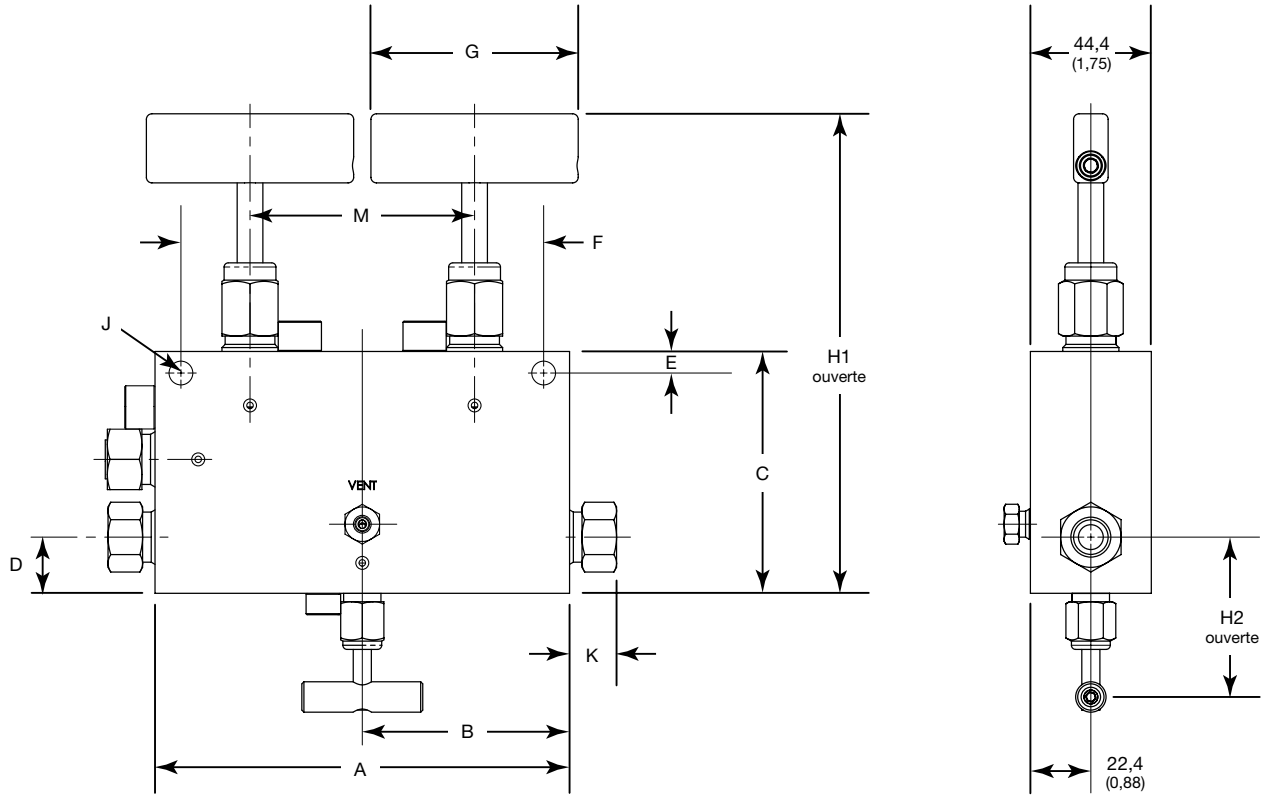 G
44,4
(1,75)
M
F
J
E
H1
ouverte
C
VENT
D
H2
ouverte
K
B
A
22,4
(0,88)